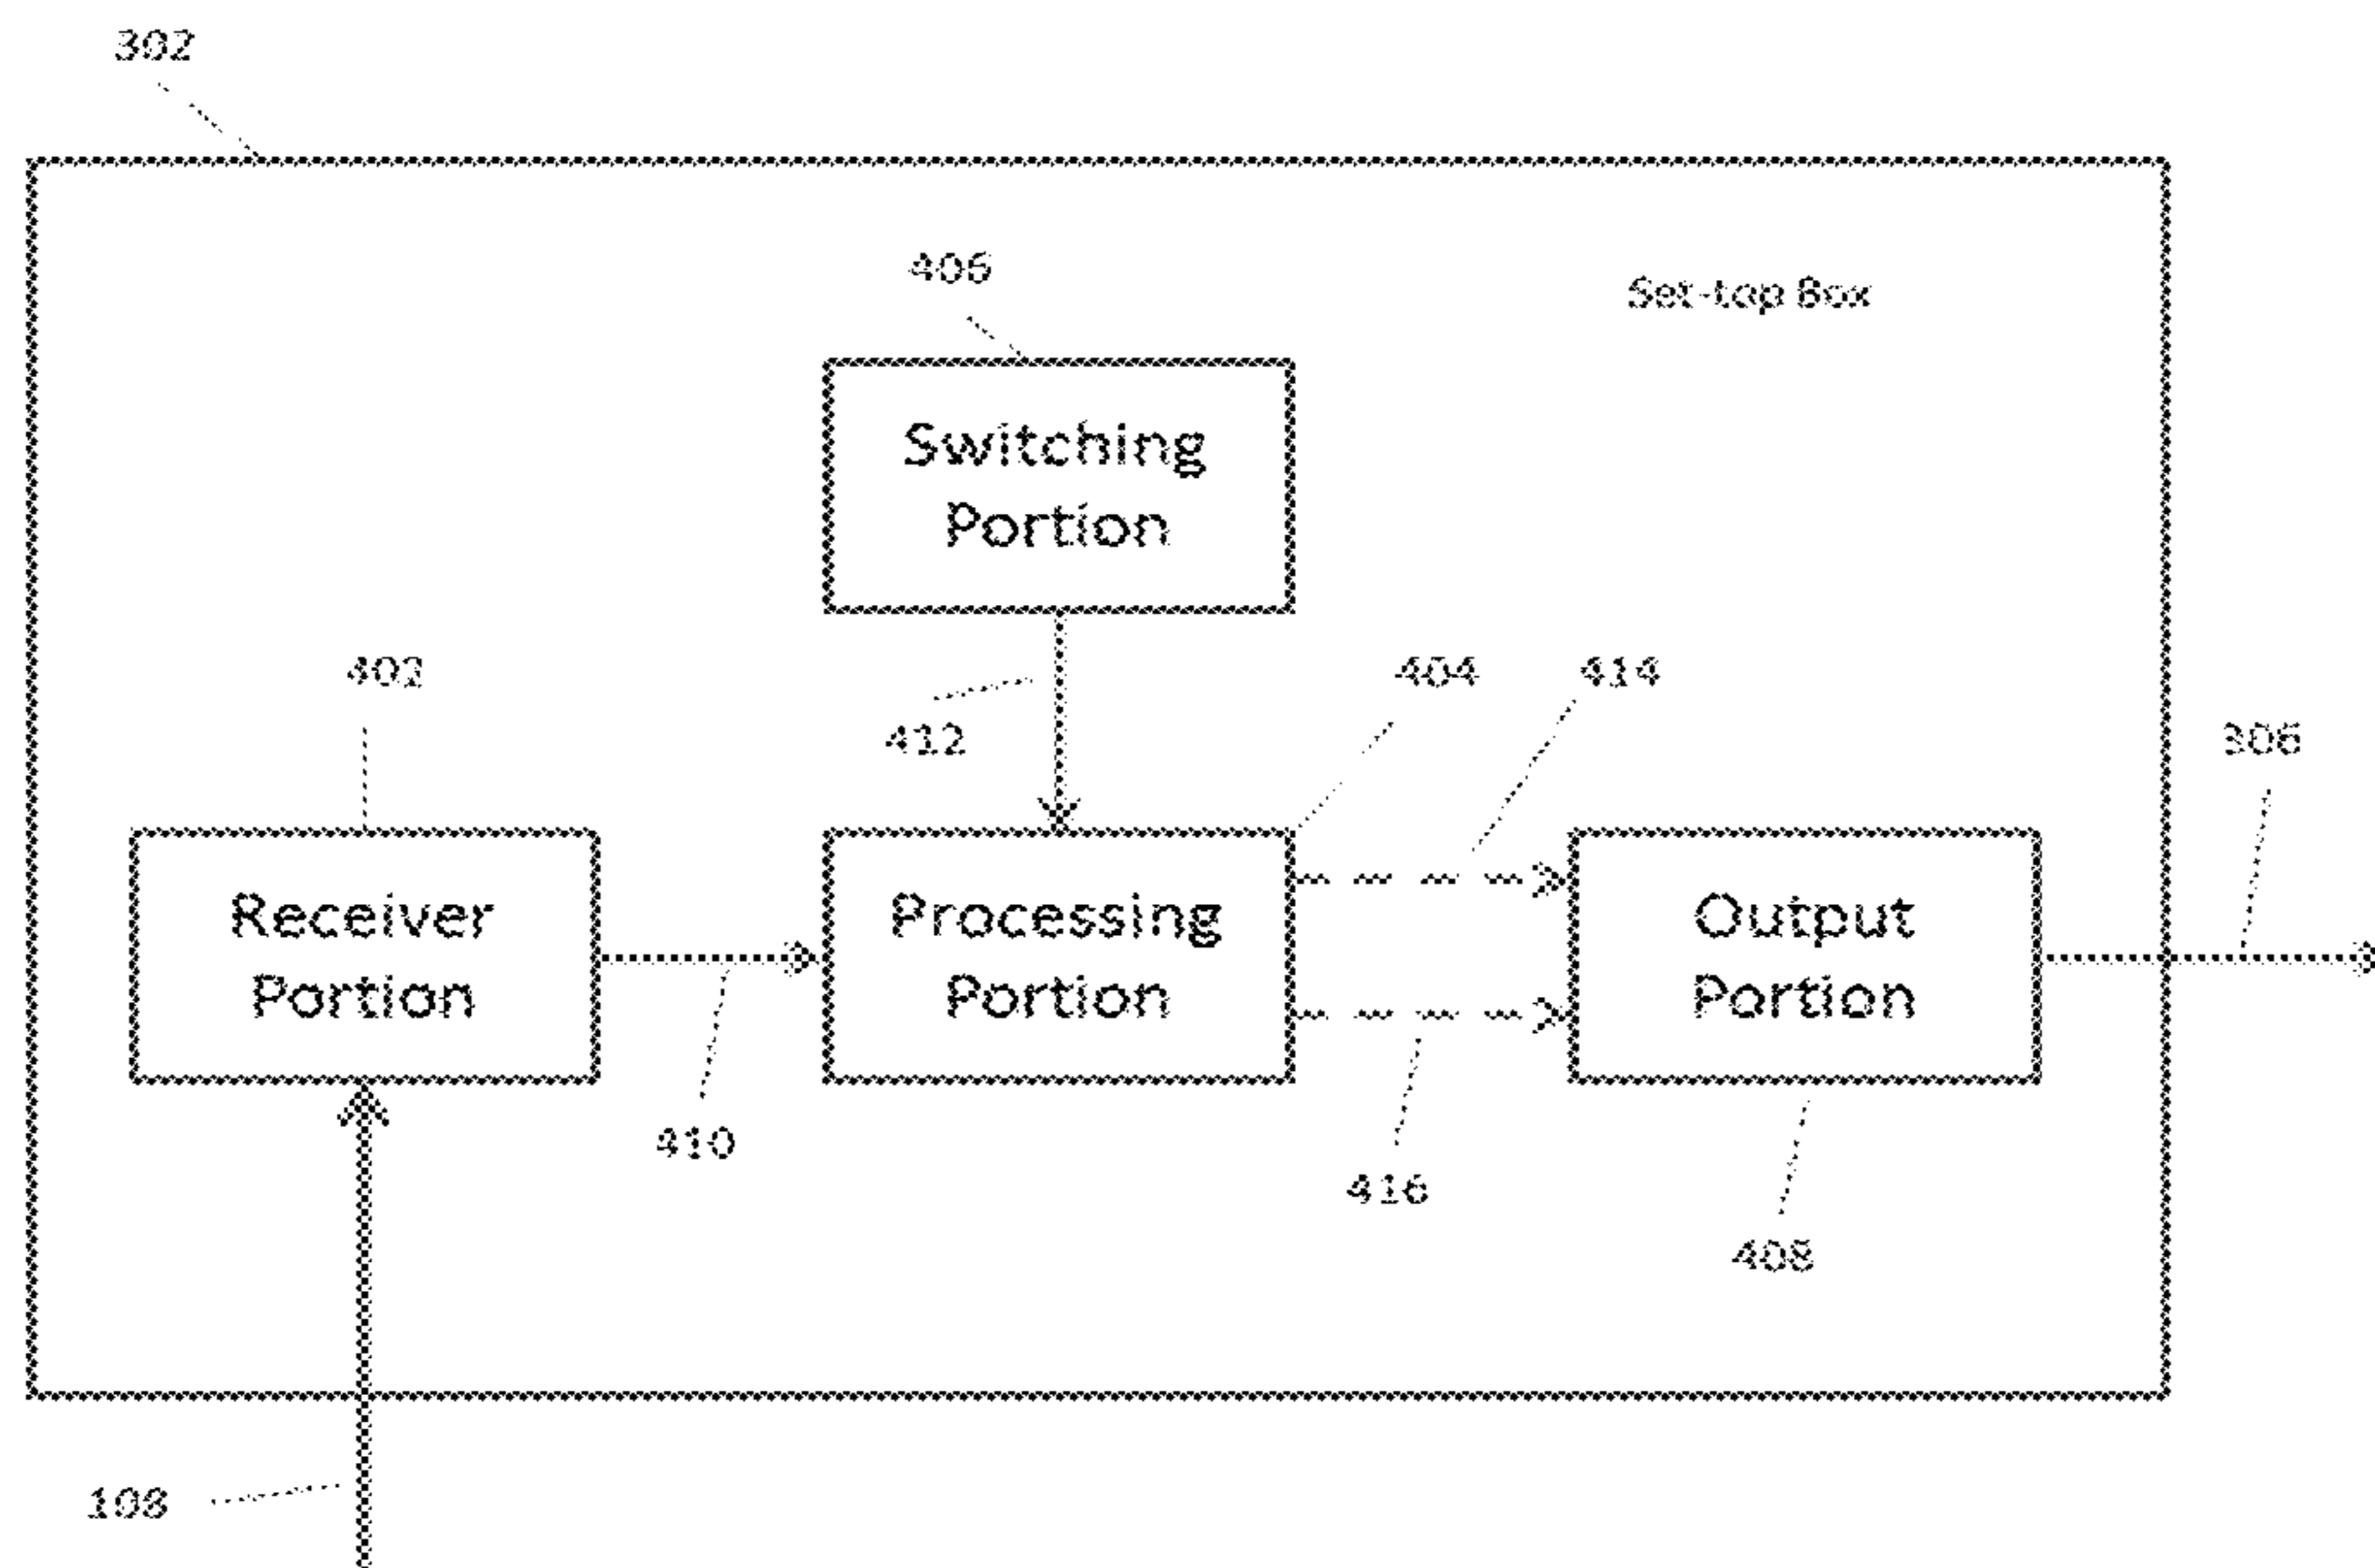 302
406
Set-top Box
Switching
Portion
402
404
414
412
306
Receiver
Portion
Processing
Portion
Output
Portion
410
416
408
108